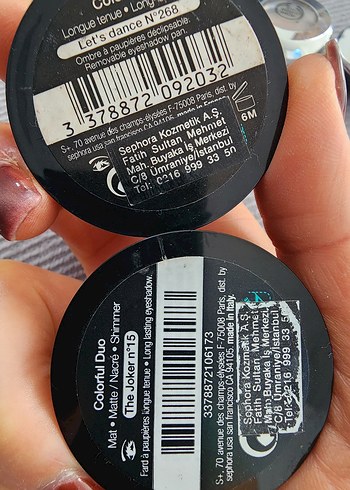 Longue tenue • Long
Let's dance N°268
Ombre à paupières déclipsable.
Removable eyeshadow pan.
3 378872 092032
S+. 70 avenue des champs-élysées F-75008 Paris, dist. by
sephora usa san francisco CA 94105. made in France
6M
Sephora Kozmetik A.Ş.
Fatih Sultan Mehmet
Mah. Buyaka İş Merkezi
C/8 Ümraniye/İstanbul
Tel: 0216 999 33 50
Colorful Duo
Mat • Matte / Nacré • Shimmer
The Joker n°15
Fard à paupières longue tenue • Long lasting eyeshadow.
3378872106173
S+. 70 avenue des champs-élysées F-75008 Paris, dist. by
sephora usa san francisco CA 94105 made in Italy.
Sephora Kozmetik A.Ş.
Fatih Sultan Mehmet
Mah.Buyaka İş Merkezi
C/8 Ümraniye/İstanbul
Tel: 0216 999 33 50